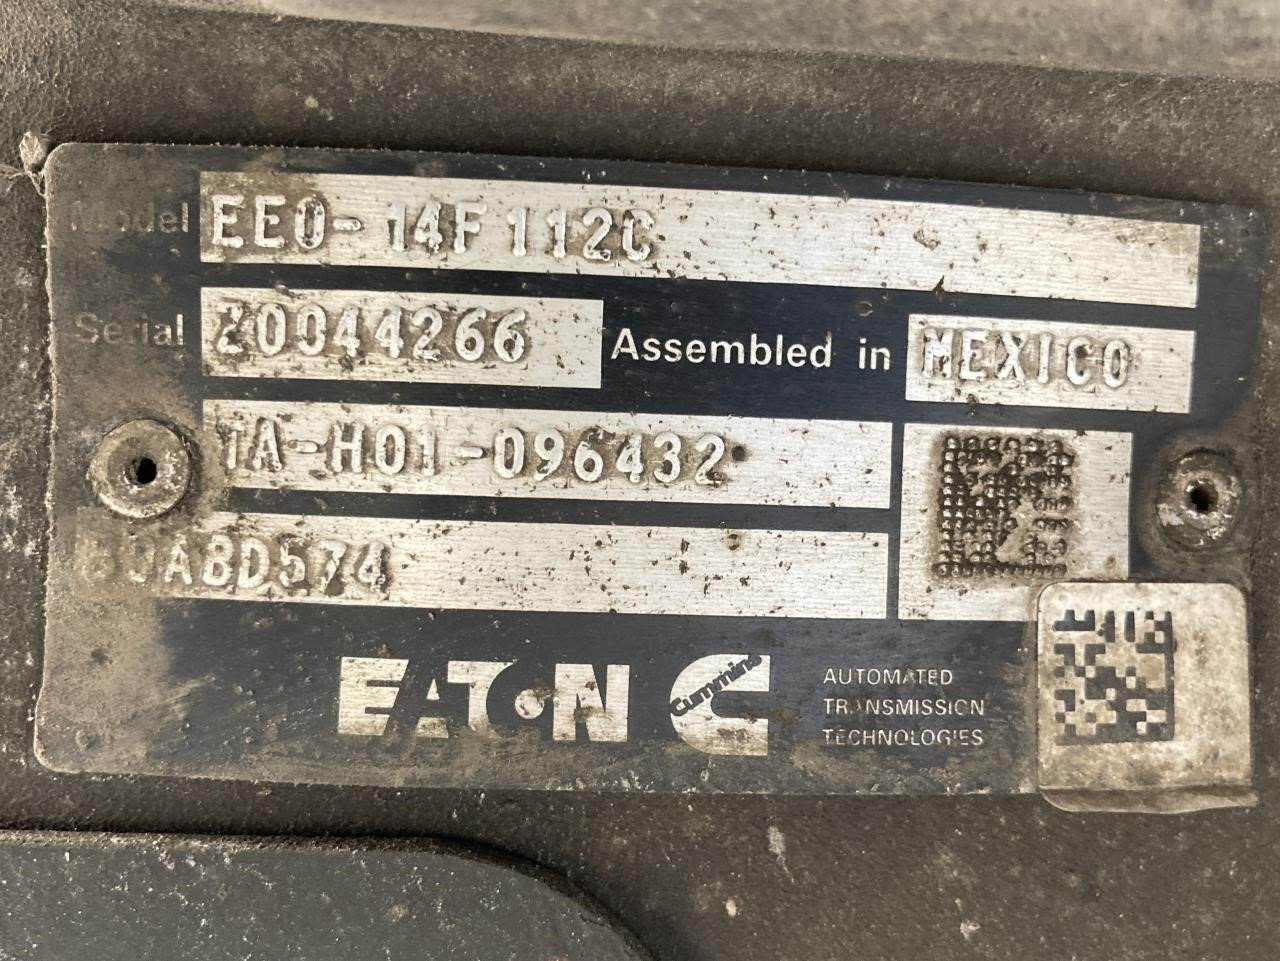 Model EEO-14F112C
Serial Z0044266 Assembled in MEXICO
TA-H01-096432
EATON Cummins AUTOMATED
TRANSMISSION
TECHNOLOGIES